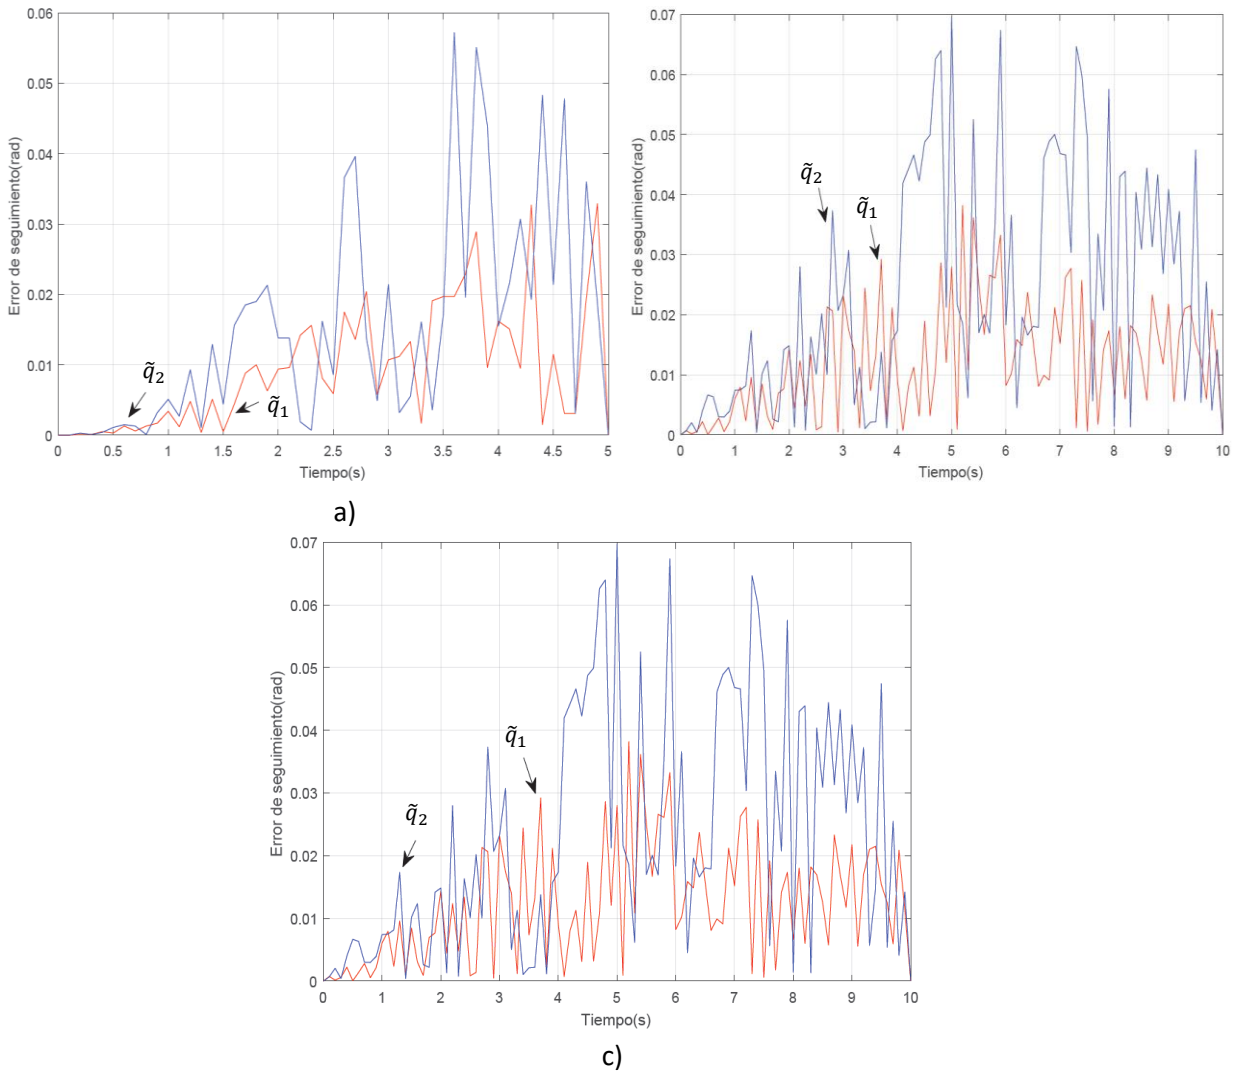 0.06
0.05
0.04
0.03
0.02
0.01
0
Error de seguimiento(rad)
q̃2
q̃1
0 0.5 1 1.5 2 2.5 3 3.5 4 4.5 5
Tiempo(s)
a)
0.07
0.06
0.05
0.04
0.03
0.02
0.01
0
Error de seguimiento(rad)
q̃2
q̃1
0 1 2 3 4 5 6 7 8 9 10
Tiempo(s)
0.07
0.06
0.05
0.04
0.03
0.02
0.01
0
Error de seguimiento(rad)
q̃1
q̃2
0 1 2 3 4 5 6 7 8 9 10
Tiempo(s)
c)